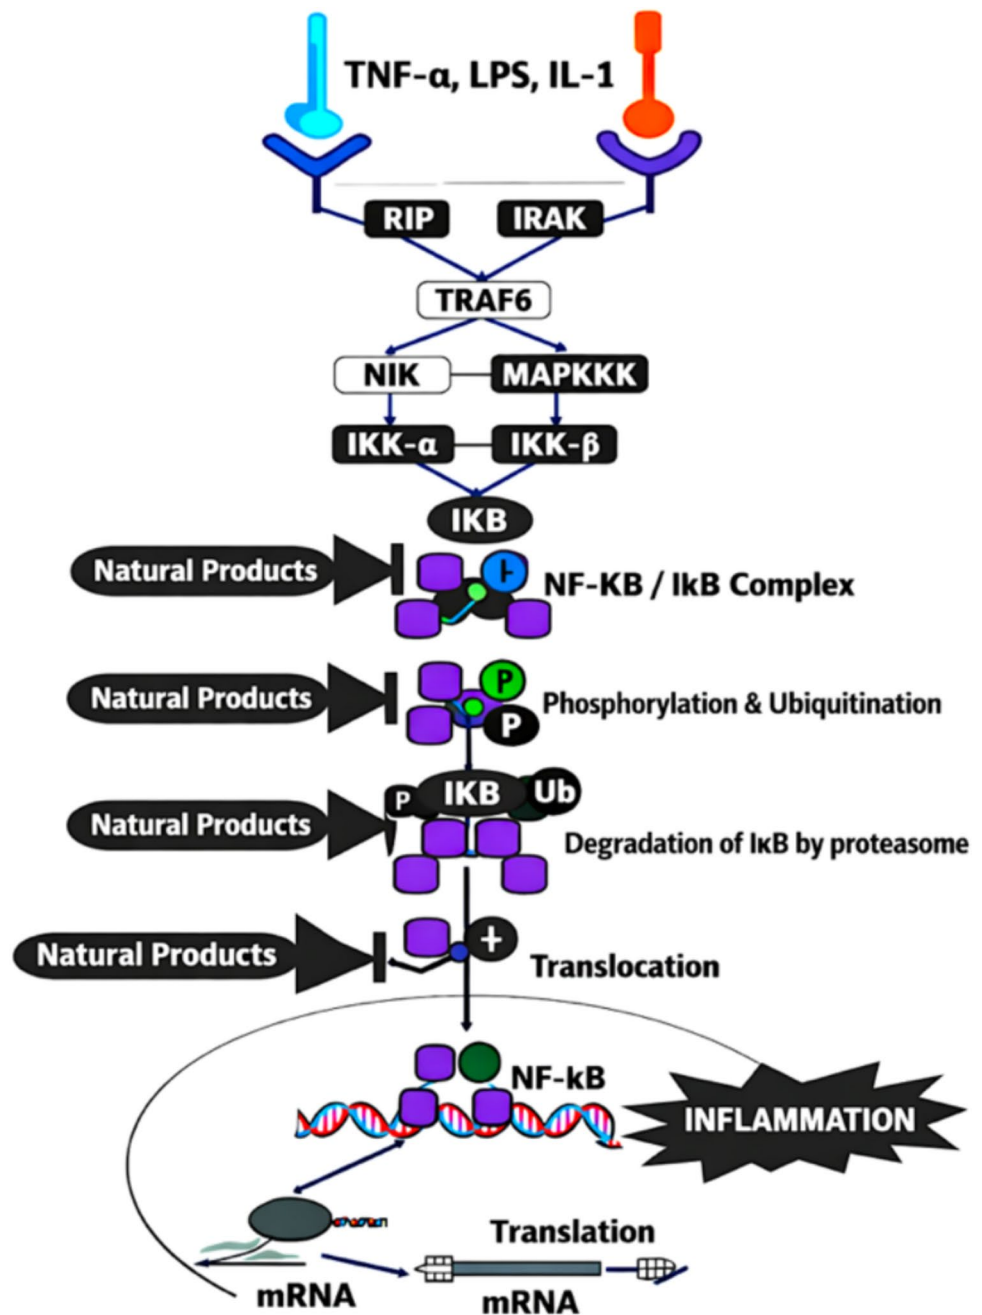 TNF-α, LPS, IL-1
RIP
IRAK
TRAF6
NIK
MAPKKK
IKK-α
IKK-β
IKB
Natural Products
NF-KB / IkB Complex
Natural Products
P
Phosphorylation & Ubiquitination
P
P
IKB
Ub
Natural Products
Degradation of IκB by proteasome
+
Natural Products
Translocation
NF-kB
INFLAMMATION
Translation
mRNA
mRNA